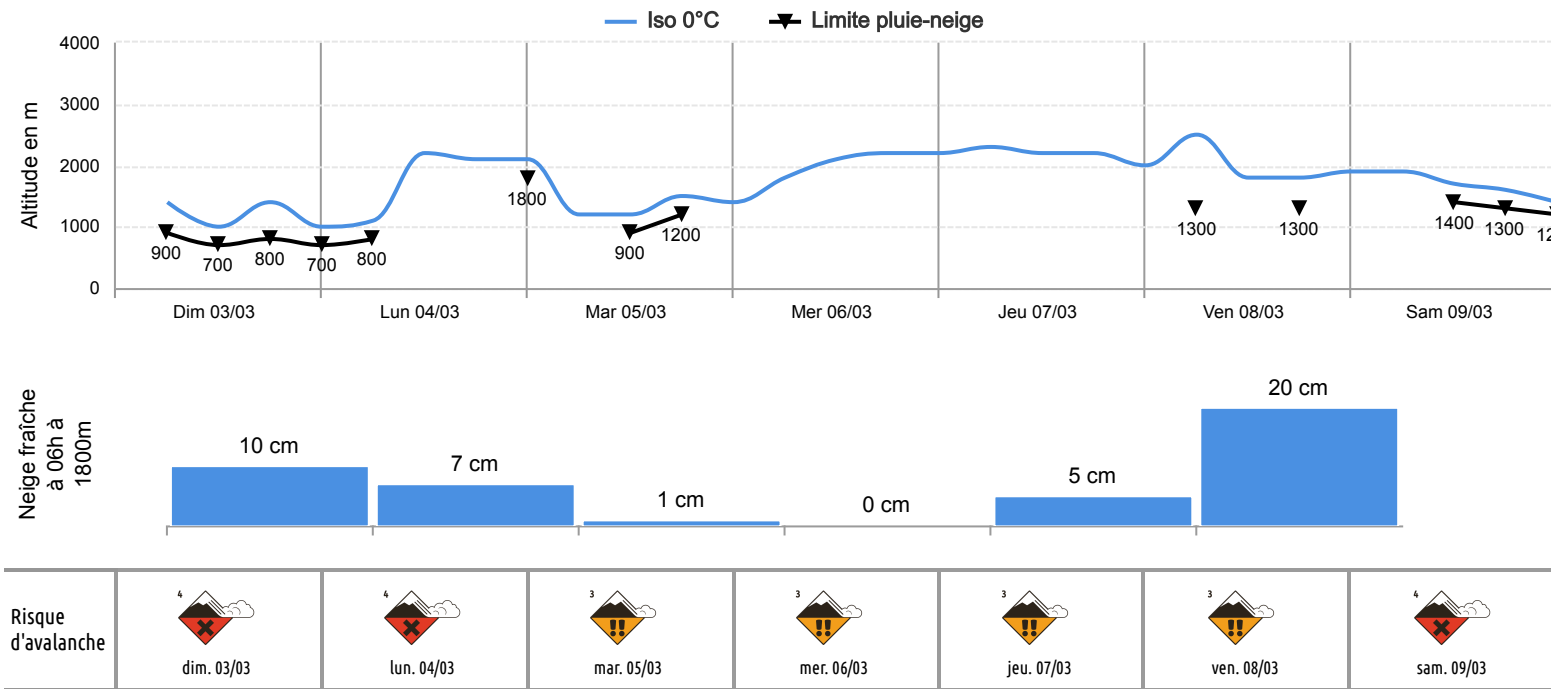 Iso 0°C
Limite pluie-neige
Altitude en m
4000
3000
2000
1000
0
900
700
800
700
800
1800
900
1200
1300
1300
1400
1300
Dim 03/03
Lun 04/03
Mar 05/03
Mer 06/03
Jeu 07/03
Ven 08/03
Sam 09/03
Neige fraîche
à 06h à
1800m
10 cm
7 cm
1 cm
0 cm
5 cm
20 cm
Risque
d'avalanche
4
4
3
3
3
3
4
dim. 03/03
lun. 04/03
mar. 05/03
mer. 06/03
jeu. 07/03
ven. 08/03
sam. 09/03